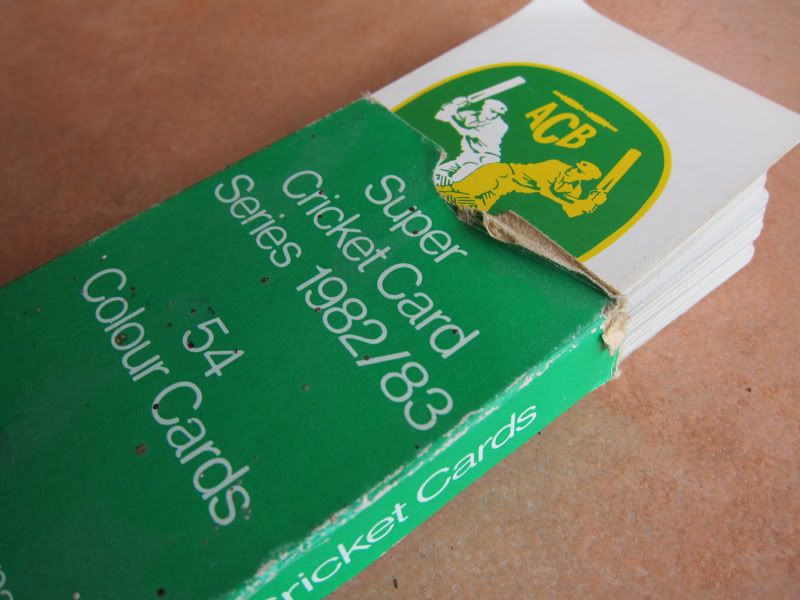 ACB
Super
Cricket Card
Series 1982/83
54
Colour Cards
Cricket Cards